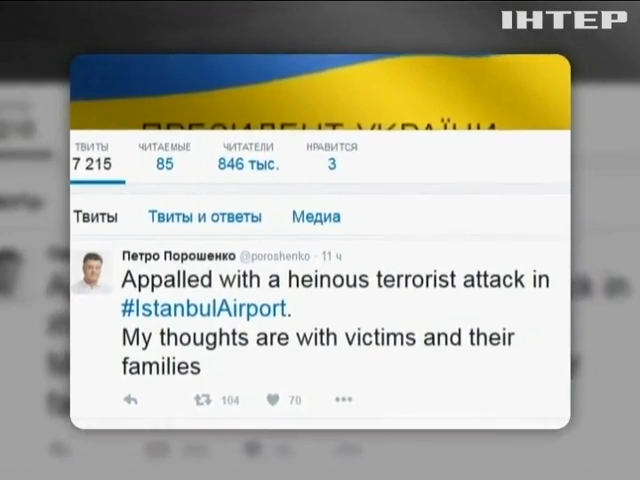 ІНТЕР
ПРЕЗИДЕНТ УКРАЇНИ
ТВИТЫ ЧИТАЕМЫЕ ЧИТАТЕЛИ НРАВИТСЯ
7 215 85 846 тыс. 3
Твиты Твиты и ответы Медиа
Петро Порошенко @poroshenko · 11 ч
Appalled with a heinous terrorist attack in
#IstanbulAirport.
My thoughts are with victims and their
families
104 70